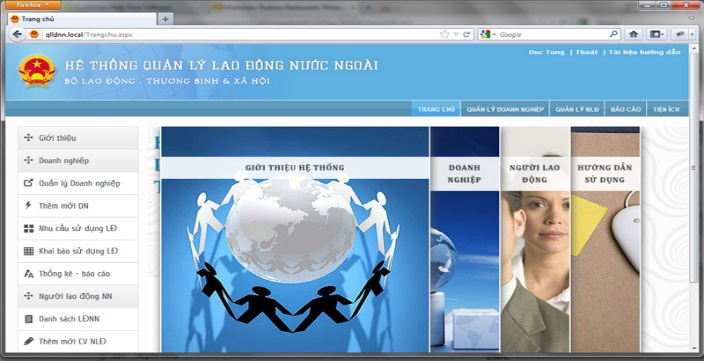 Firefox
Trang chủ
qlldnn.local/Trangchu.aspx
Google
Duc Tung | Thoát | Tài liệu hướng dẫn
HỆ THỐNG QUẢN LÝ LAO ĐỘNG NƯỚC NGOÀI
BỘ LAO ĐỘNG - THƯƠNG BINH & XÃ HỘI
TRANG CHỦ QUẢN LÝ DOANH NGHIỆP QUẢN LÝ NLĐ BÁO CÁO TIỆN ÍCH
Giới thiệu
Doanh nghiệp
Quản lý Doanh nghiệp
Thêm mới DN
Nhu cầu sử dụng LĐ
Khai báo sử dụng LĐ
Thống kê - báo cáo
Người lao động NN
Danh sách LĐNN
Thêm mới CV NLĐ
GIỚI THIỆU HỆ THỐNG
DOANH
NGHIỆP
NGƯỜI LAO
ĐỘNG
HƯỚNG DẪN
SỬ DỤNG